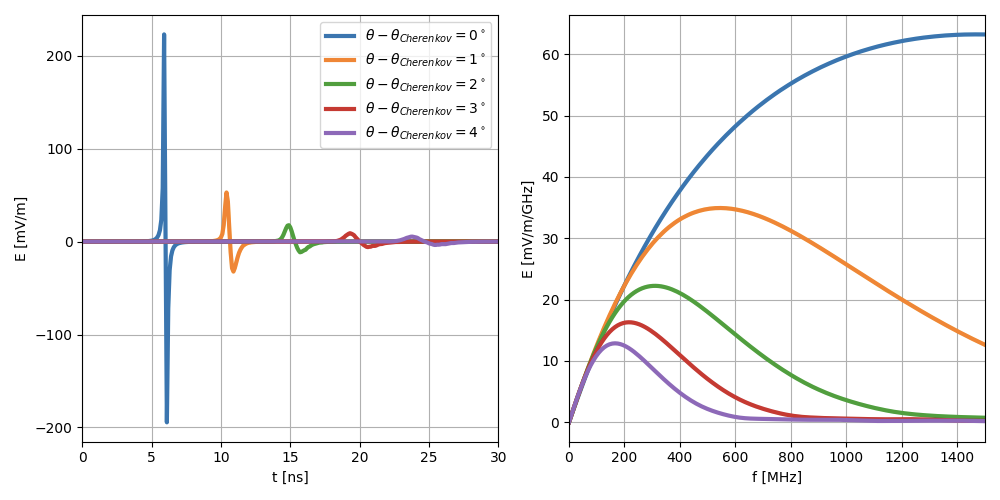 E [mV/m]
200
100
0
−100
−200
0 5 10 15 20 25 30
t [ns]
θ − θCherenkov = 0°
θ − θCherenkov = 1°
θ − θCherenkov = 2°
θ − θCherenkov = 3°
θ − θCherenkov = 4°
E [mV/m/GHz]
60
50
40
30
20
10
0
0 200 400 600 800 1000 1200 1400
f [MHz]